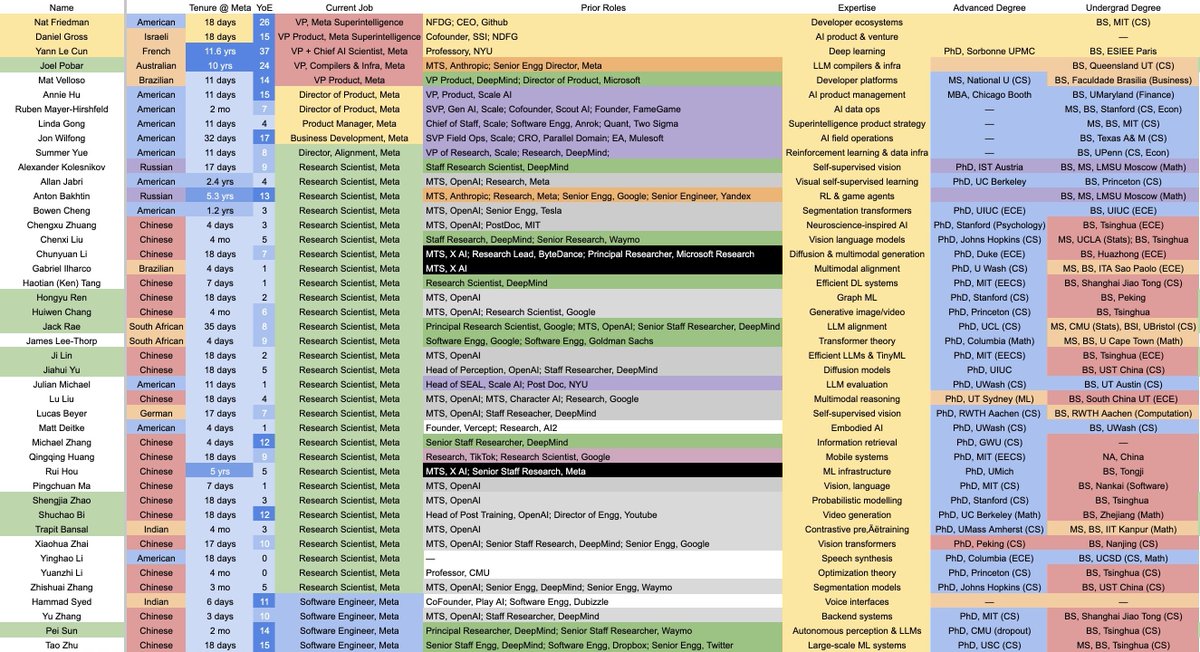 Name Tenure @ Meta YoE Current Job Prior Roles Expertise Advanced Degree Undergrad Degree
Nat Friedman American 18 days 26 VP, Meta Superintelligence NFDG; CEO, Github Developer ecosystems BS, MIT (CS)
Daniel Gross Israeli 18 days 15 VP Product, Meta Superintelligence Cofounder, SSI; NDFG AI product & venture —
Yann Le Cun French 11.6 yrs 37 VP + Chief AI Scientist, Meta Professory, NYU Deep learning PhD, Sorbonne UPMC BS, ESIEE Paris
Joel Pobar Australian 10 yrs 24 VP, Compilers & Infra, Meta MTS, Anthropic; Senior Engg Director, Meta LLM compilers & infra BS, Queensland UT (CS)
Mat Velloso Brazilian 11 days 14 VP Product, Meta VP Product, DeepMind; Director of Product, Microsoft Developer platforms MS, National U (CS) BS, Faculdade Brasilia (Business)
Annie Hu American 11 days 15 Director of Product, Meta VP, Product, Scale AI AI product management MBA, Chicago Booth BS, UMaryland (Finance)
Ruben Mayer-Hirshfeld American 2 mo 7 Director of Product, Meta SVP, Gen AI, Scale; Cofounder, Scout AI; Founder, FameGame AI data ops — MS, BS, Stanford (CS, Econ)
Linda Gong American 11 days 4 Product Manager, Meta Chief of Staff, Scale; Software Engg, Anrok; Quant, Two Sigma Superintelligence product strategy — MS, BS, MIT (CS)
Jon Wilfong American 32 days 17 Business Development, Meta SVP Field Ops, Scale; CRO, Parallel Domain; EA, Mulesoft AI field operations — BS, Texas A& M (CS)
Summer Yue American 11 days 8 Director, Alignment, Meta VP of Research, Scale; Research, DeepMind; Reinforcement learning & data infra — BS, UPenn (CS, Econ)
Alexander Kolesnikov Russian 17 days 9 Research Scientist, Meta Staff Research Scientist, DeepMind Self-supervised vision PhD, IST Austria BS, MS, LMSU Moscow (Math)
Allan Jabri American 2.4 yrs 4 Research Scientist, Meta MTS, OpenAI; Research, Meta Visual self-supervised learning PhD, UC Berkeley BS, Princeton (CS)
Anton Bakhtin Russian 5.3 yrs 13 Research Scientist, Meta MTS, Anthropic; Research, Meta; Senior Engg, Google; Senior Engineer, Yandex RL & game agents — BS, MS, LMSU Moscow (Math)
Bowen Cheng American 1.2 yrs 3 Research Scientist, Meta MTS, OpenAI; Senior Engg, Tesla Segmentation transformers PhD, UIUC (ECE) BS, UIUC (ECE)
Chengxu Zhuang Chinese 4 days 3 Research Scientist, Meta MTS, OpenAI; PostDoc, MIT Neuroscience-inspired AI PhD, Stanford (Psychology) BS, Tsinghua (ECE)
Chenxi Liu Chinese 4 mo 5 Research Scientist, Meta Staff Research, DeepMind; Senior Research, Waymo Vision language models PhD, Johns Hopkins (CS) MS, UCLA (Stats); BS, Tsinghua
Chunyuan Li Chinese 18 days 7 Research Scientist, Meta MTS, X AI; Research Lead, ByteDance; Principal Researcher, Microsoft Research Diffusion & multimodal generation PhD, Duke (ECE) BS, Huazhong (ECE)
Gabriel Ilharco Brazilian 4 days 1 Research Scientist, Meta MTS, X AI Multimodal alignment PhD, U Wash (CS) MS, BS, ITA Sao Paolo (ECE)
Haotian (Ken) Tang Chinese 7 days 1 Research Scientist, Meta Research Scientist, DeepMind Efficient DL systems PhD, MIT (EECS) BS, Shanghai Jiao Tong (CS)
Hongyu Ren Chinese 18 days 2 Research Scientist, Meta MTS, OpenAI Graph ML PhD, Stanford (CS) BS, Peking
Huiwen Chang Chinese 4 mo 6 Research Scientist, Meta MTS, OpenAI; Research Scientist, Google Generative image/video PhD, Princeton (CS) BS, Tsinghua
Jack Rae South African 35 days 8 Research Scientist, Meta Principal Research Scientist, Google; MTS, OpenAI; Senior Staff Researcher, DeepMind LLM alignment PhD, UCL (CS) MS, CMU (Stats), BSI, UBristol (CS)
James Lee-Thorp South African 4 days 9 Research Scientist, Meta Software Engg, Google; Software Engg, Goldman Sachs Transformer theory PhD, Columbia (Math) MS, BS, U Cape Town (Math)
Ji Lin Chinese 18 days 2 Research Scientist, Meta MTS, OpenAI Efficient LLMs & TinyML PhD, MIT (EECS) BS, Tsinghua (ECE)
Jiahui Yu Chinese 18 days 5 Research Scientist, Meta Head of Perception, OpenAI; Staff Researcher, DeepMind Diffusion models PhD, UIUC BS, UST China (CS)
Julian Michael American 11 days 1 Research Scientist, Meta Head of SEAL, Scale AI; Post Doc, NYU LLM evaluation PhD, UWash (CS) BS, UT Austin (CS)
Lu Liu Chinese 18 days 4 Research Scientist, Meta MTS, OpenAI; MTS, Character AI; Research, Google Multimodal reasoning PhD, UT Sydney (ML) BS, South China UT (ECE)
Lucas Beyer German 17 days 7 Research Scientist, Meta MTS, OpenAI; Staff Reseacher, DeepMind Self-supervised vision PhD, RWTH Aachen (CS) BS, RWTH Aachen (Computation)
Matt Deitke American 4 days 1 Research Scientist, Meta Founder, Vercept; Research, AI2 Embodied AI PhD, UWash (CS) BS, UWash (CS)
Michael Zhang Chinese 4 days 12 Research Scientist, Meta Senior Staff Researcher, DeepMind Information retrieval PhD, GWU (CS) —
Qingqing Huang Chinese 18 days 9 Research Scientist, Meta Research, TikTok; Research Scientist, Google Mobile systems PhD, MIT (EECS) NA, China
Rui Hou Chinese 5 yrs 5 Research Scientist, Meta MTS, X AI; Senior Staff Research, Meta ML infrastructure PhD, UMich BS, Tongji
Pingchuan Ma Chinese 7 days 1 Research Scientist, Meta MTS, OpenAI Vision, language PhD, MIT (CS) BS, Nankai (Software)
Shengjia Zhao Chinese 18 days 3 Research Scientist, Meta MTS, OpenAI Probabilistic modelling PhD, Stanford (CS) BS, Tsinghua
Shuchao Bi Chinese 18 days 12 Research Scientist, Meta Head of Post Training, OpenAI; Director of Engg, Youtube Video generation PhD, UC Berkeley (Math) BS, Zhejiang (Math)
Trapit Bansal Indian 4 mo 3 Research Scientist, Meta MTS, OpenAI Contrastive pre‚Äëtraining PhD, UMass Amherst (CS) MS, BS, IIT Kanpur (Math)
Xiaohua Zhai Chinese 17 days 10 Research Scientist, Meta MTS, OpenAI; Senior Staff Research, DeepMind; Senior Engg, Google Vision transformers PhD, Peking (CS) BS, Nanjing (CS)
Yinghao Li American 18 days 0 Research Scientist, Meta — Speech synthesis PhD, Columbia (ECE) BS, UCSD (CS, Math)
Yuanzhi Li Chinese 4 mo 0 Research Scientist, Meta Professor, CMU Optimization theory PhD, Princeton (CS) BS, Tsinghua (CS)
Zhishuai Zhang Chinese 3 mo 5 Research Scientist, Meta MTS, OpenAI; Senior Engg, DeepMind; Senior Engg, Waymo Segmentation models PhD, Johns Hopkins (CS) BS, UST China (CS)
Hammad Syed Indian 6 days 11 Software Engineer, Meta CoFounder, Play AI; Software Engg, Dubizzle Voice interfaces — —
Yu Zhang Chinese 3 days 10 Software Engineer, Meta MTS, OpenAI; Staff Researcher, DeepMind Backend systems PhD, MIT (CS) BS, Shanghai Jiao Tong (CS)
Pei Sun Chinese 2 mo 14 Software Engineer, Meta Principal Researcher, DeepMind; Senior Staff Researcher, Waymo Autonomous perception & LLMs PhD, CMU (dropout) BS, Tsinghua (CS)
Tao Zhu Chinese 11 days 15 Software Engineer, Meta Senior Staff Engg, DeepMind; Software Engg, Dropbox; Senior Engg, Twitter Large-scale ML systems PhD, USC (CS) MS, BS, Tsinghua (CS)